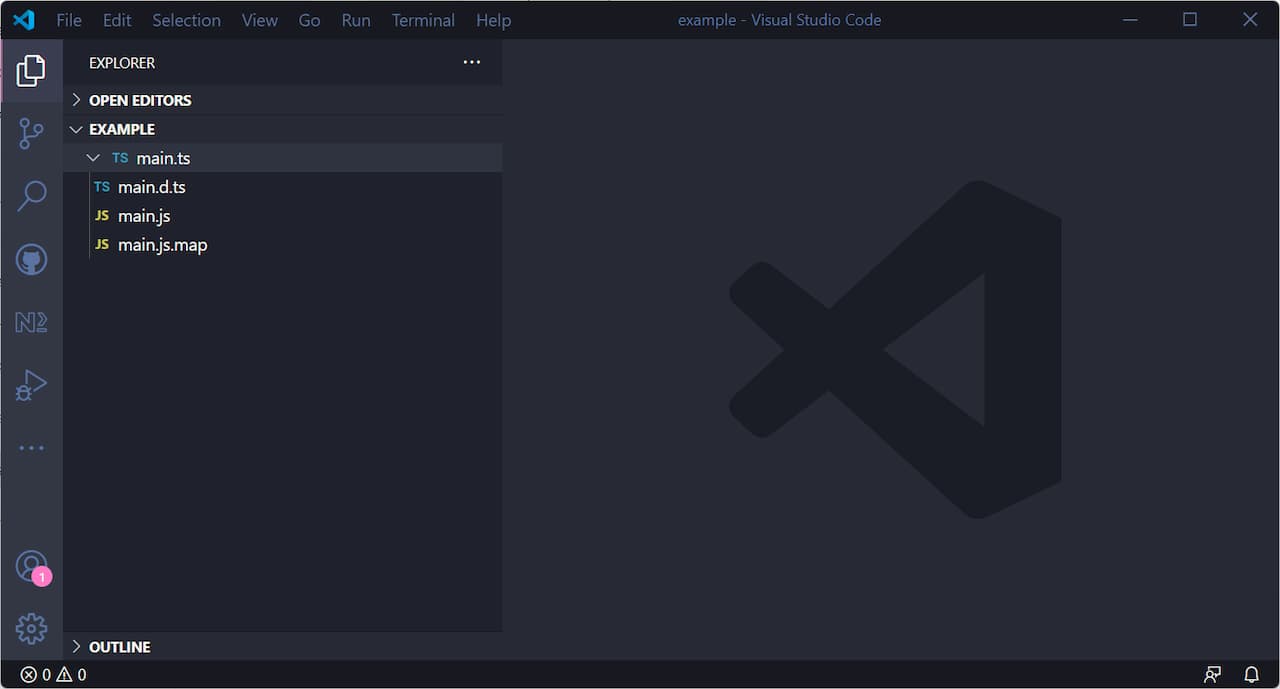 File Edit Selection View Go Run Terminal Help example - Visual Studio Code
EXPLORER
OPEN EDITORS
EXAMPLE
TS main.ts
TS main.d.ts
JS main.js
JS main.js.map
1
OUTLINE
0 0